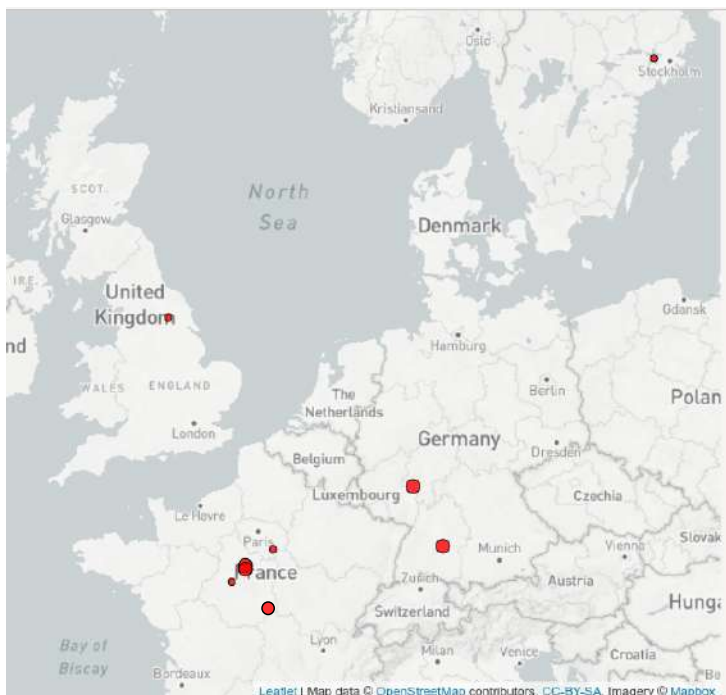 Oslo
Stockholm
Kristiansand
North
Sea
SCOT.
Glasgow
Denmark
IRE.
United
Kingdom
Gdansk
nd
Hamburg
WALES
ENGLAND
The
Netherlands
Berlin
Polan
London
Germany
Belgium
Dresden
Luxembourg
Czechia
Le Havre
Paris
Slovak
Munich
Vienna
France
Zurich
Austria
Switzerland
Hunga
Bay of
Biscay
Lyon
Milan
Venice
Croatia
Bordeaux
Leaflet | Map data © OpenStreetMap contributors, CC-BY-SA, Imagery © Mapbox